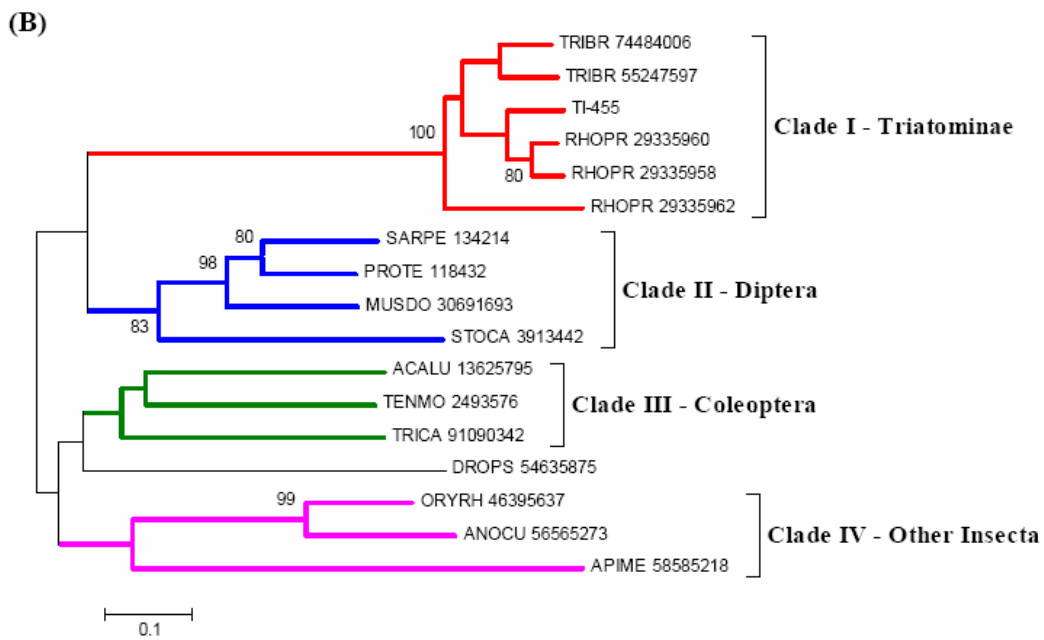 (B)
TRIBR 74484006
TRIBR 55247597
TI-455
Clade I - Triatominae
100
RHOPR 29335960
80
RHOPR 29335958
RHOPR 29335962
80
SARPE 134214
98
PROTE 118432
Clade II - Diptera
MUSDO 30691693
83
STOCA 3913442
ACALU 13625795
TENMO 2493576
Clade III - Coleoptera
TRICA 91090342
DROPS 54635875
99
ORYRH 46395637
ANOCU 56565273
Clade IV - Other Insecta
APIME 58585218
0.1